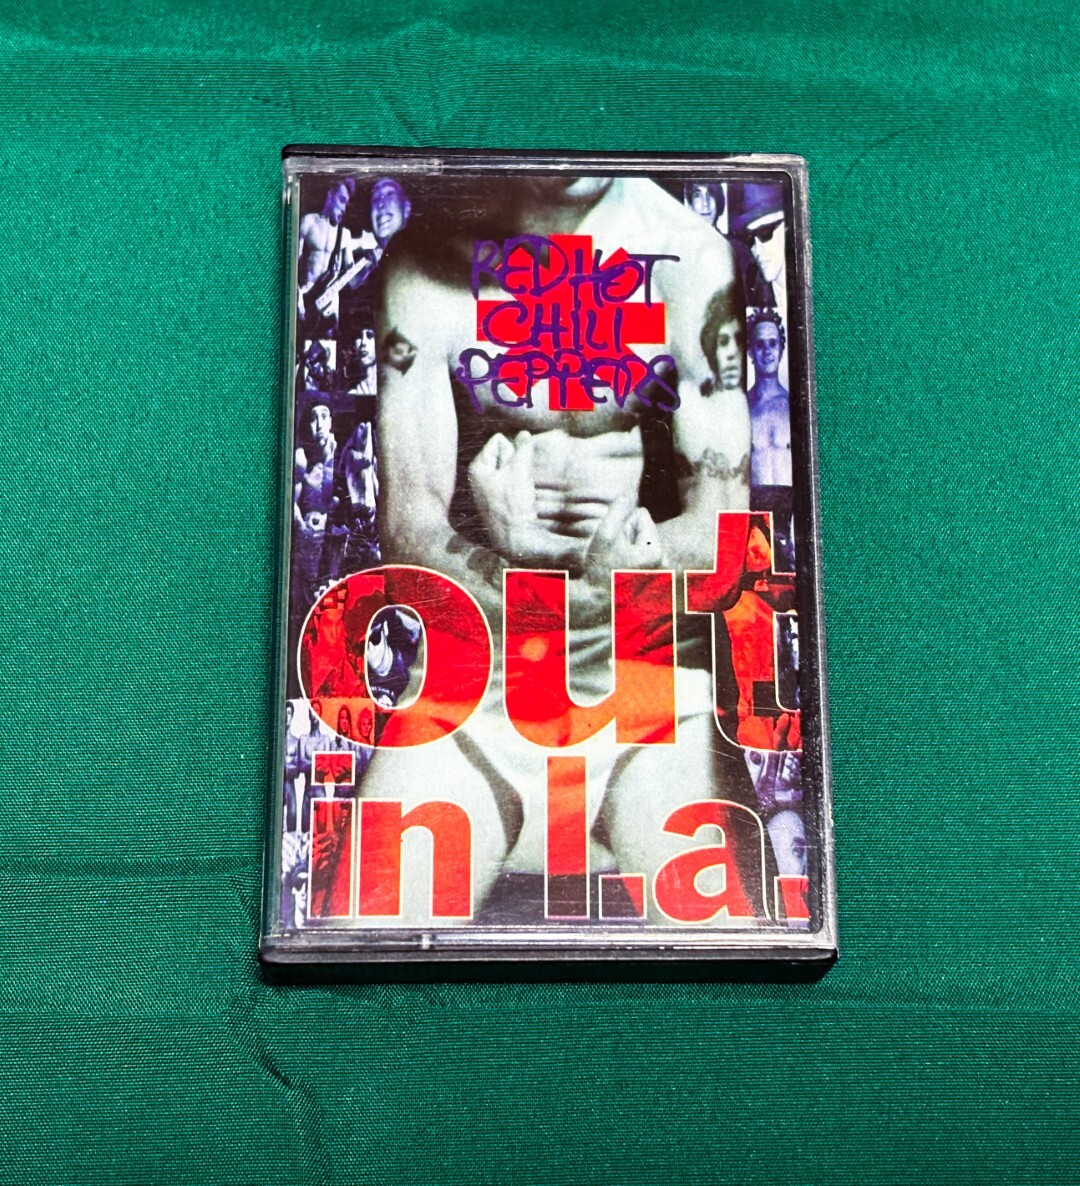 RED HOT
CHILI
PEPPERS
out
in l.a.